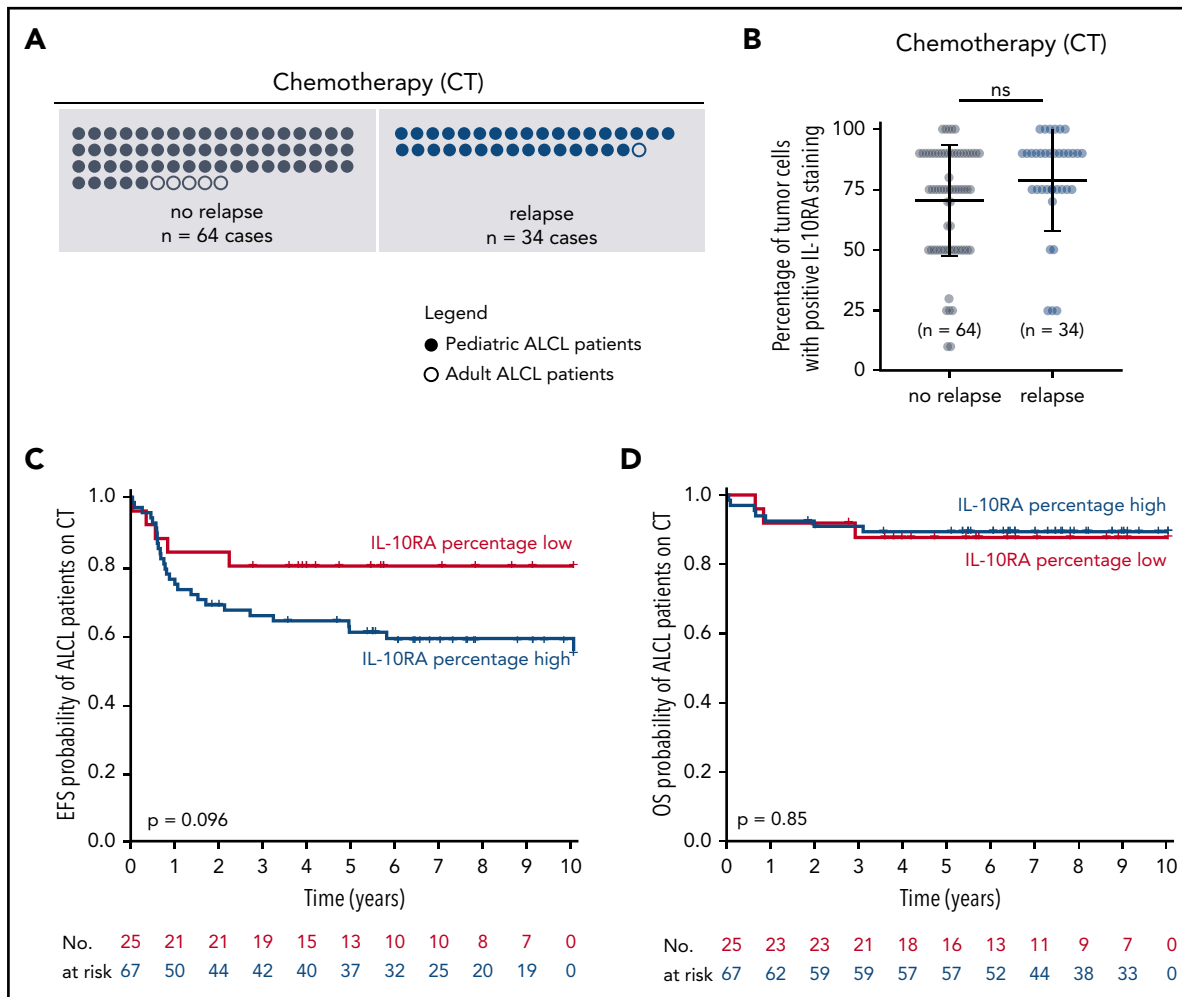 A
Chemotherapy (CT)
no relapse
n = 64 cases
relapse
n = 34 cases
Legend
Pediatric ALCL patients
Adult ALCL patients
B
Chemotherapy (CT)
ns
Percentage of tumor cells
with positive IL-10RA staining
100
75
50
25
0
(n = 64)
(n = 34)
no relapse
relapse
C
EFS probability of ALCL patients on CT
1.0
0.8
0.6
0.4
0.2
0.0
IL-10RA percentage low
IL-10RA percentage high
p = 0.096
0 1 2 3 4 5 6 7 8 9 10
Time (years)
No. 25 21 21 19 15 13 10 10 8 7 0
at risk 67 50 44 42 40 37 32 25 20 19 0
D
OS probability of ALCL patients on CT
1.0
0.8
0.6
0.4
0.2
0.0
IL-10RA percentage high
IL-10RA percentage low
p = 0.85
0 1 2 3 4 5 6 7 8 9 10
Time (years)
No. 25 23 23 21 18 16 13 11 9 7 0
at risk 67 62 59 59 57 57 52 44 38 33 0